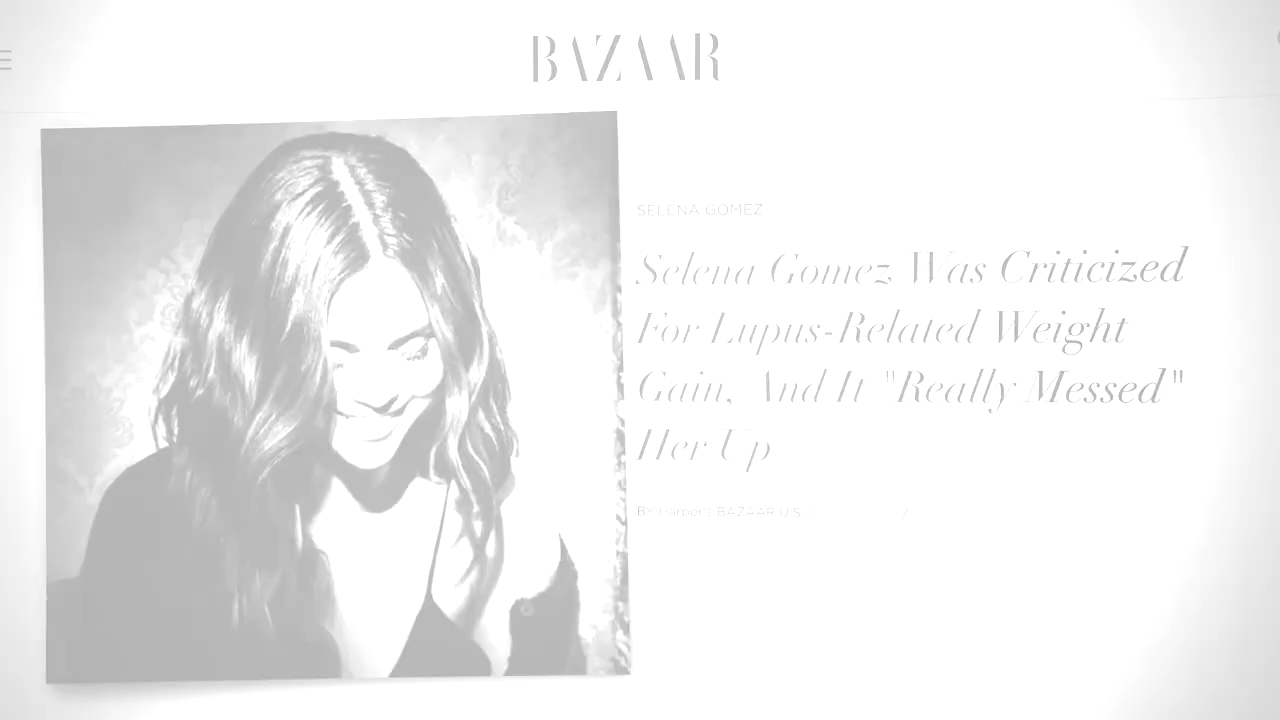 BAZAAR
SELENA GOMEZ
Selena Gomez Was Criticized
For Lupus-Related Weight
Gain, And It "Really Messed"
Her Up
BY Harper's BAZAAR U.S.